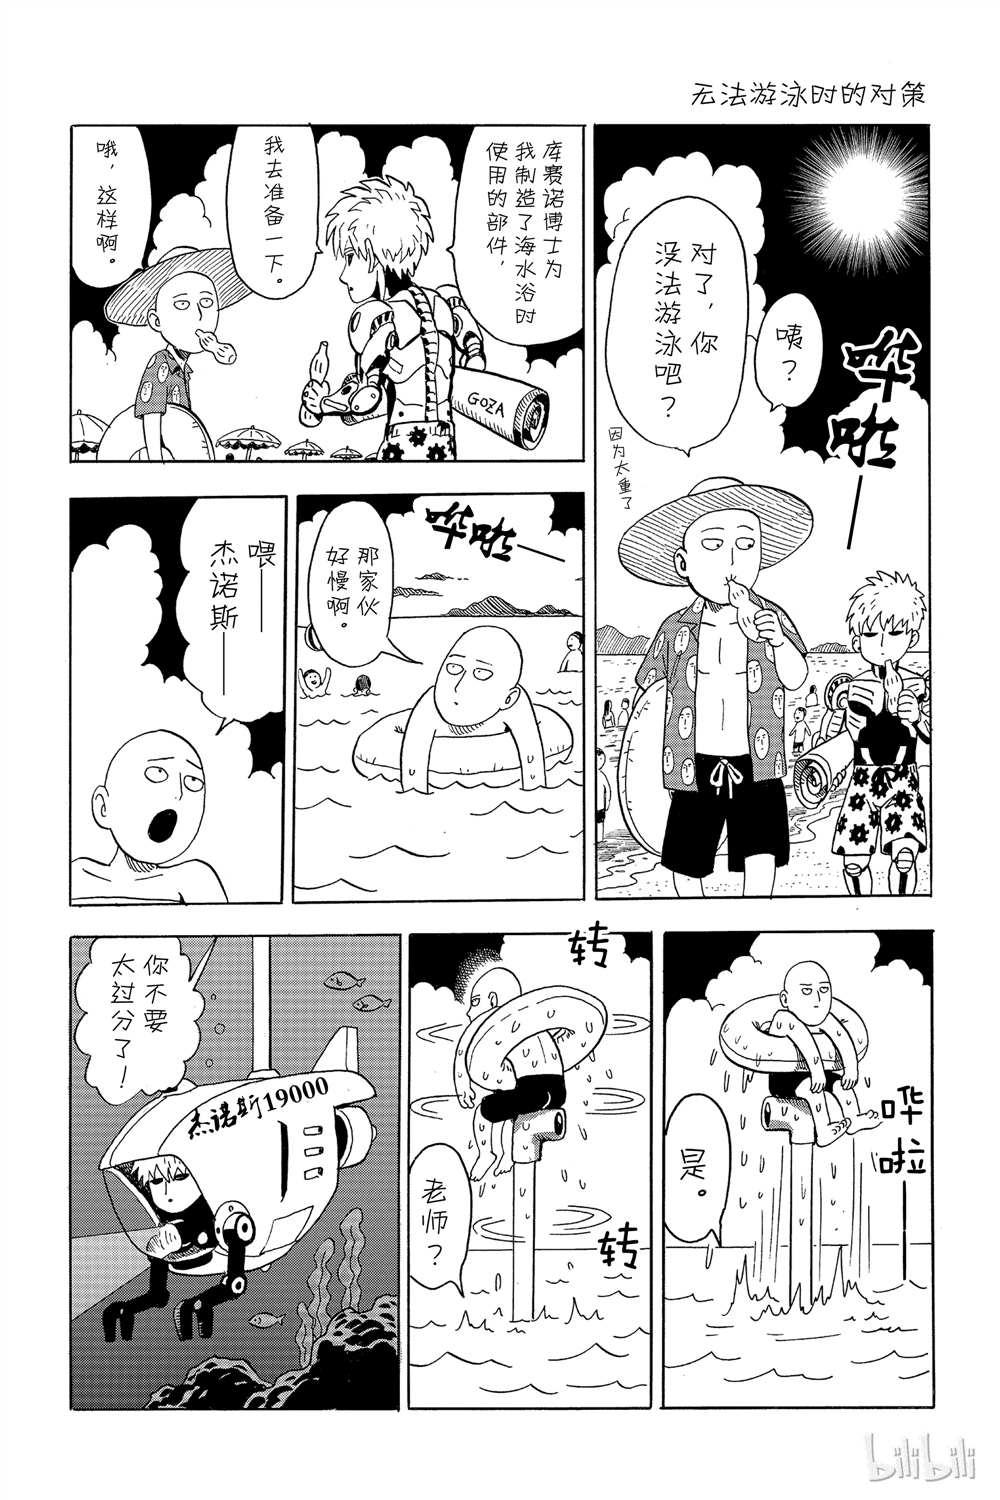 无法游泳时的对策
咦？
对了，你
没法游泳吧？
因为太重了
哗啦——
库赛诺博士为
我制造了海水浴时
使用的部件，
我去准备一下。
哦，这样啊。
GOZA
哗啦——
那家伙
好慢啊。
喂——
杰诺斯——
哗啦——
是。
转
转
老师？
你不要
太过分了！
杰诺斯19000
bilibili